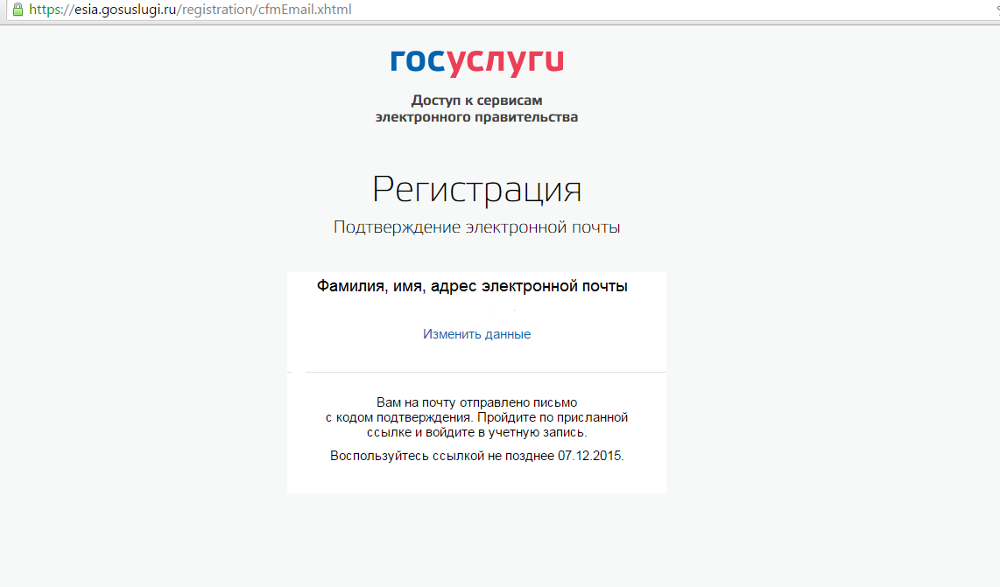 https://esia.gosuslugi.ru/registration/cfmEmail.xhtml
госуслуги
Доступ к сервисам
электронного правительства
Регистрация
Подтверждение электронной почты
Фамилия, имя, адрес электронной почты
Изменить данные
Вам на почту отправлено письмо
с кодом подтверждения. Пройдите по присланной
ссылке и войдите в учетную запись.
Воспользуйтесь ссылкой не позднее 07.12.2015.